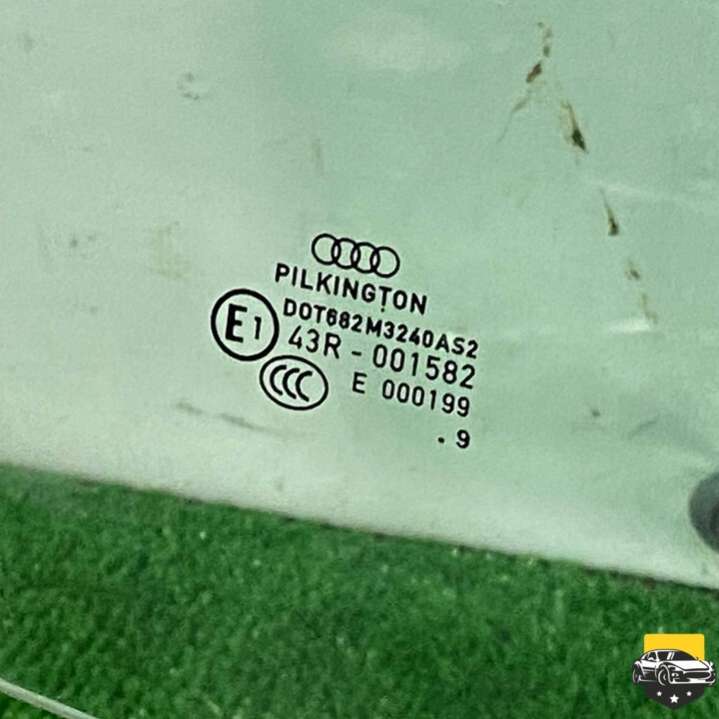 PILKINGTON
DOT682M3240AS2
E1
43R - 001582
CCC
E 000199
. 9